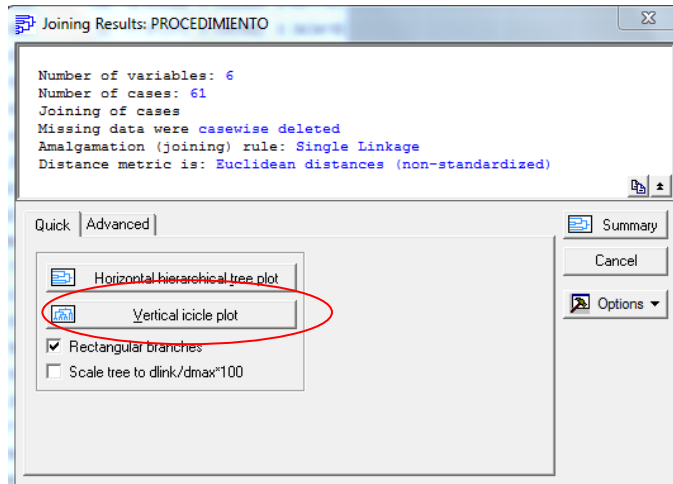 Joining Results: PROCEDIMIENTO
Number of variables: 6
Number of cases: 61
Joining of cases
Missing data were casewise deleted
Amalgamation (joining) rule: Single Linkage
Distance metric is: Euclidean distances (non-standardized)
Quick Advanced
Summary
Cancel
Options
Horizontal hierarchical tree plot
Vertical icicle plot
Rectangular branches
Scale tree to dlink/dmax*100